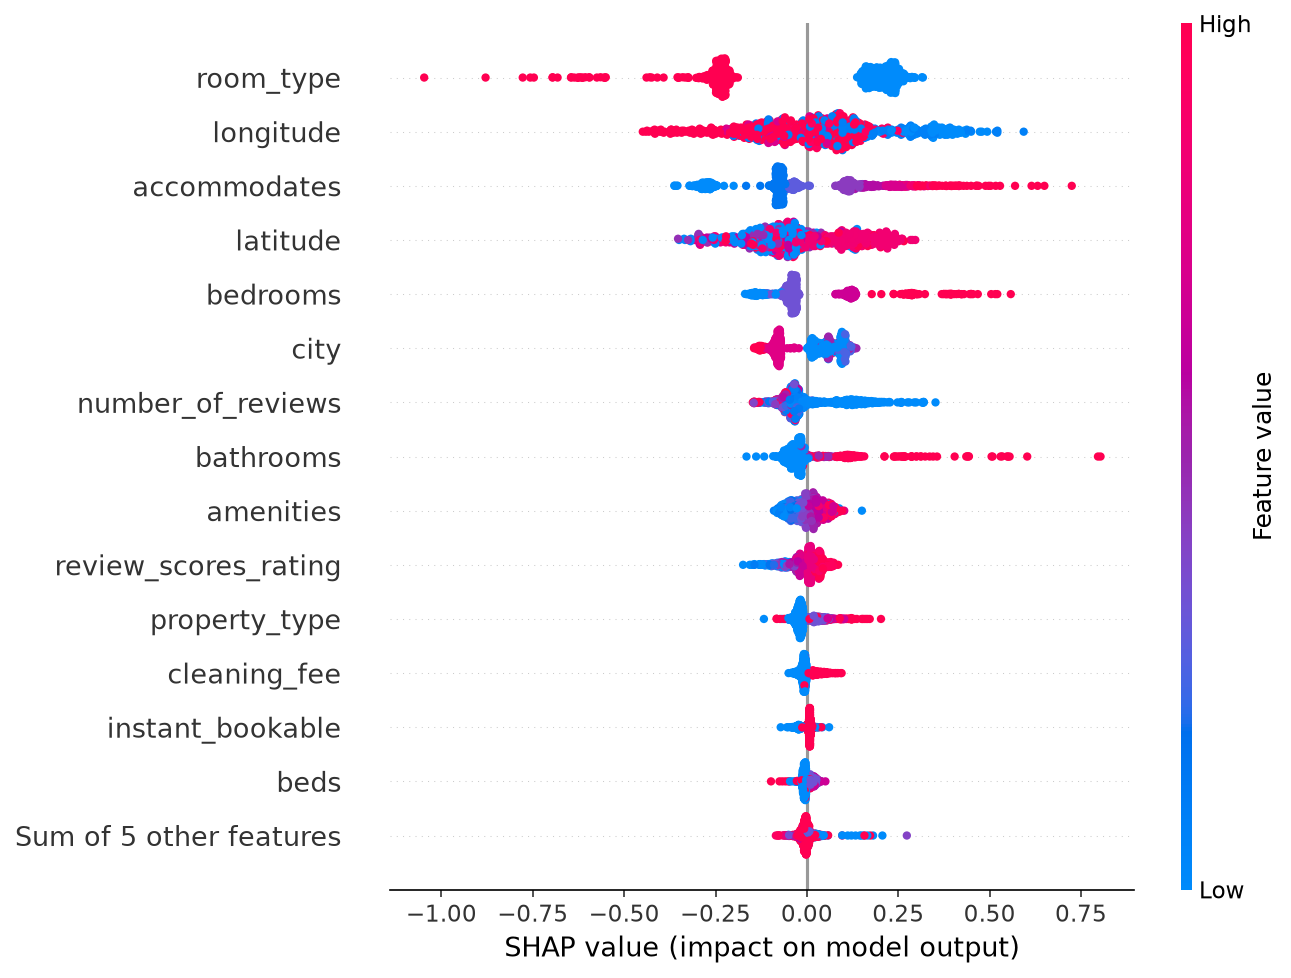 High
room_type
longitude
accommodates
latitude
bedrooms
city
number_of_reviews
bathrooms
amenities
review_scores_rating
property_type
cleaning_fee
instant_bookable
beds
Sum of 5 other features
Feature value
Low
−1.00 −0.75 −0.50 −0.25 0.00 0.25 0.50 0.75
SHAP value (impact on model output)